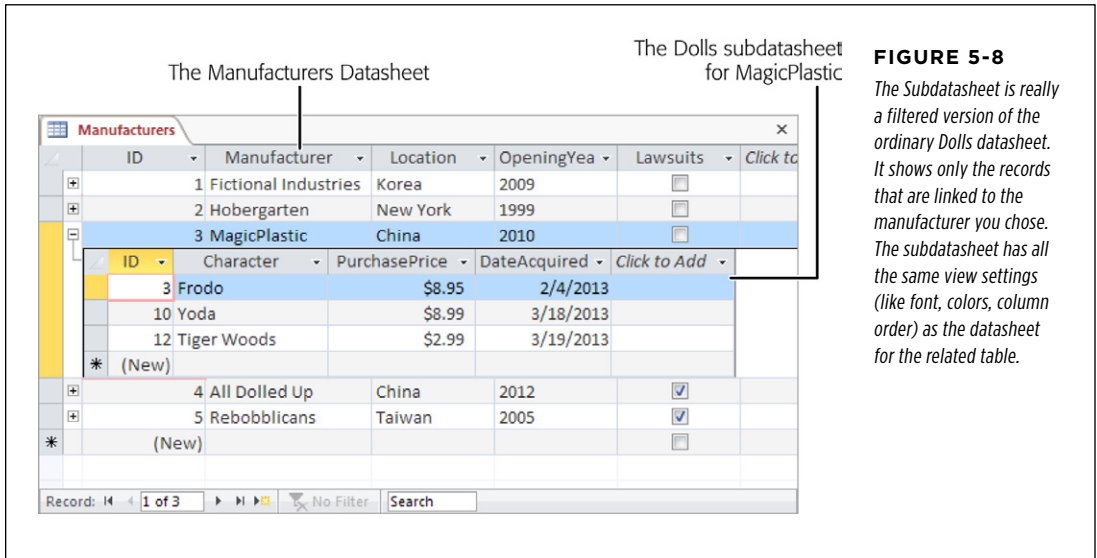 The Manufacturers Datasheet
The Dolls subdatasheet
for MagicPlastic
Manufacturers
ID Manufacturer Location OpeningYea Lawsuits Click to
1 Fictional Industries Korea 2009
2 Hobergarten New York 1999
3 MagicPlastic China 2010
ID Character PurchasePrice DateAcquired Click to Add
3 Frodo $8.95 2/4/2013
10 Yoda $8.99 3/18/2013
12 Tiger Woods $2.99 3/19/2013
* (New)
4 All Dolled Up China 2012
5 Rebobblicans Taiwan 2005
* (New)
Record: 1 of 3 No Filter Search
FIGURE 5-8
The Subdatasheet is really
a filtered version of the
ordinary Dolls datasheet.
It shows only the records
that are linked to the
manufacturer you chose.
The subdatasheet has all
the same view settings
(like font, colors, column
order) as the datasheet
for the related table.